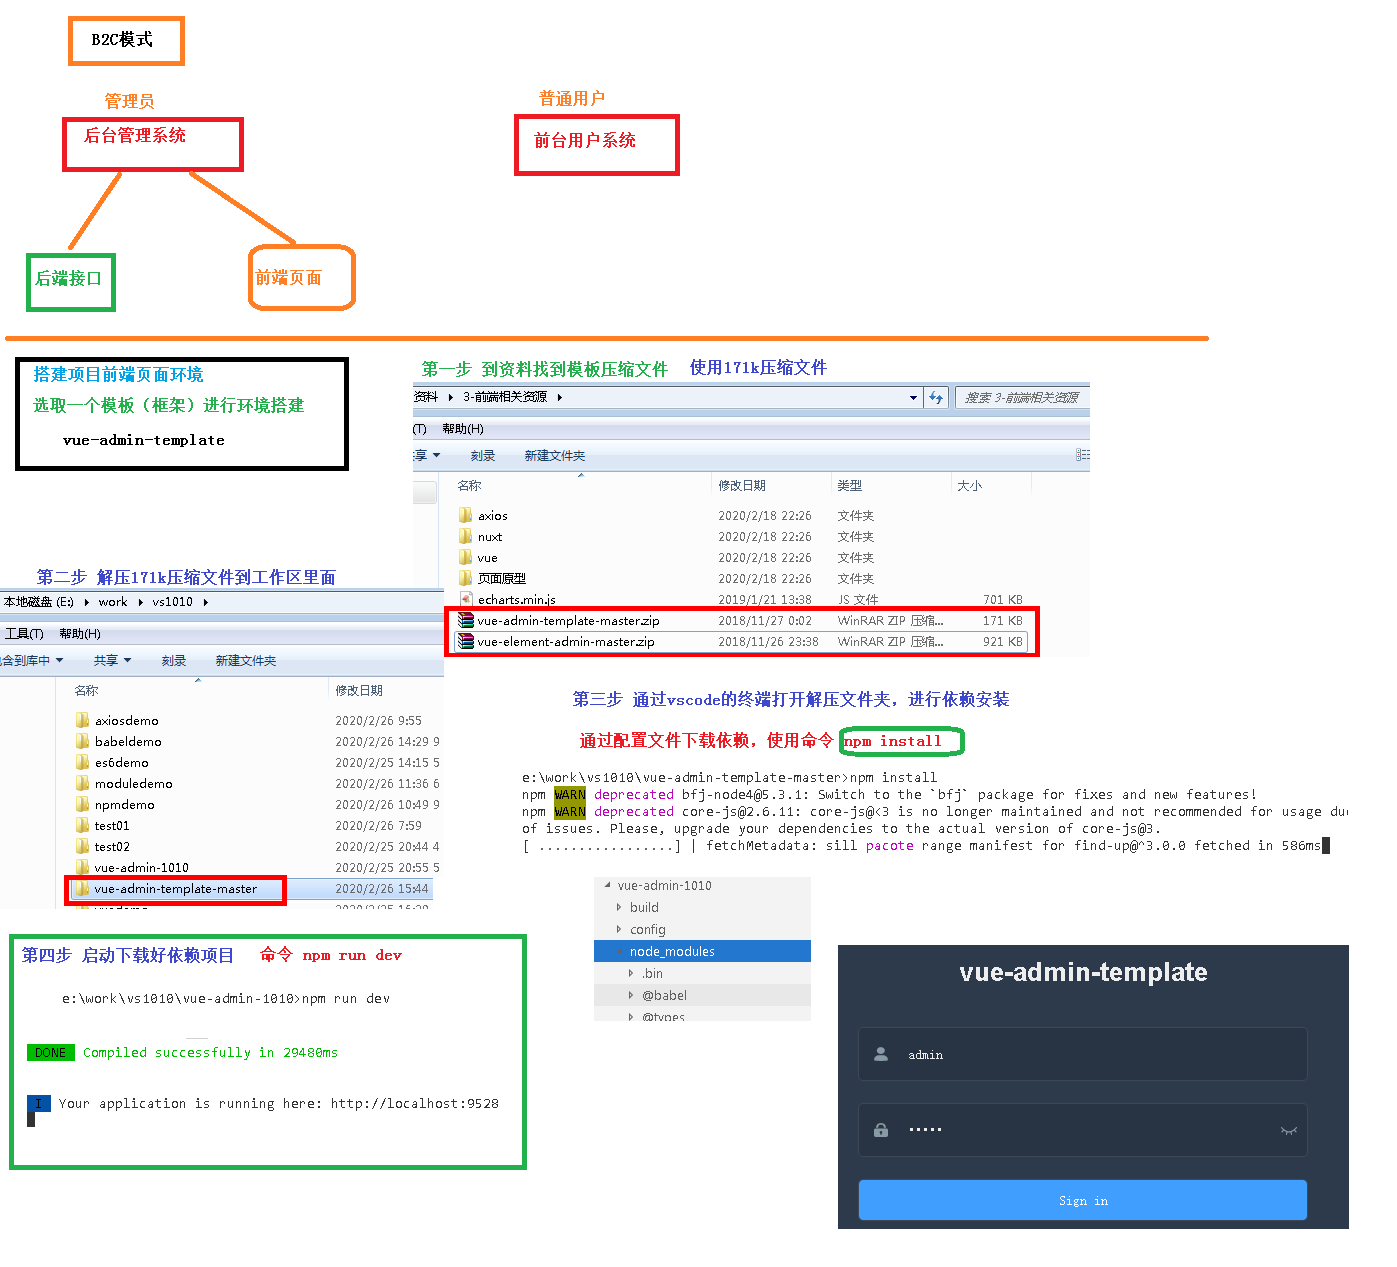 B2C模式
管理员
后台管理系统
普通用户
前台用户系统
后端接口
前端页面
搭建项目前端页面环境
选取一个模板（框架）进行环境搭建
vue-admin-template
第一步 到资料找到模板压缩文件 使用171k压缩文件
资料 3-前端相关资源
搜索 3-前端相关资源
(T) 帮助(H)
享 刻录 新建文件夹
名称 修改日期 类型 大小
axios 2020/2/18 22:26 文件夹
nuxt 2020/2/18 22:26 文件夹
vue 2020/2/18 22:26 文件夹
页面原型 2020/2/18 22:26 文件夹
echarts.min.js 2019/1/21 13:38 JS 文件 701 KB
vue-admin-template-master.zip 2018/11/27 0:02 WinRAR ZIP 压缩... 171 KB
vue-element-admin-master.zip 2018/11/26 23:38 WinRAR ZIP 压缩... 921 KB
第二步 解压171k压缩文件到工作区里面
本地磁盘 (E:) work vs1010
工具(T) 帮助(H)
含到库中 共享 刻录 新建文件夹
名称 修改日期
axiosdemo 2020/2/26 9:55
babeldemo 2020/2/26 14:29 9
es6demo 2020/2/25 14:15 5
moduledemo 2020/2/26 11:36 6
npmdemo 2020/2/26 10:49 9
test01 2020/2/26 7:59
test02 2020/2/25 20:44 4
vue-admin-1010 2020/2/25 20:55 5
vue-admin-template-master 2020/2/26 15:44
第三步 通过vscode的终端打开解压文件夹，进行依赖安装
通过配置文件下载依赖，使用命令 npm install
e:\work\vs1010\vue-admin-template-master>npm install
npm WARN deprecated bfj-node4@5.3.1: Switch to the `bfj` package for fixes and new features!
npm WARN deprecated core-js@2.6.11: core-js@<3 is no longer maintained and not recommended for usage du
of issues. Please, upgrade your dependencies to the actual version of core-js@3.
[ .................] | fetchMetadata: sill pacote range manifest for find-up@^3.0.0 fetched in 586ms
vue-admin-1010
build
config
node_modules
.bin
@babel
@types
第四步 启动下载好依赖项目 命令 npm run dev
e:\work\vs1010\vue-admin-1010>npm run dev
DONE Compiled successfully in 29480ms
I Your application is running here: http://localhost:9528
vue-admin-template
admin
•••••
Sign in